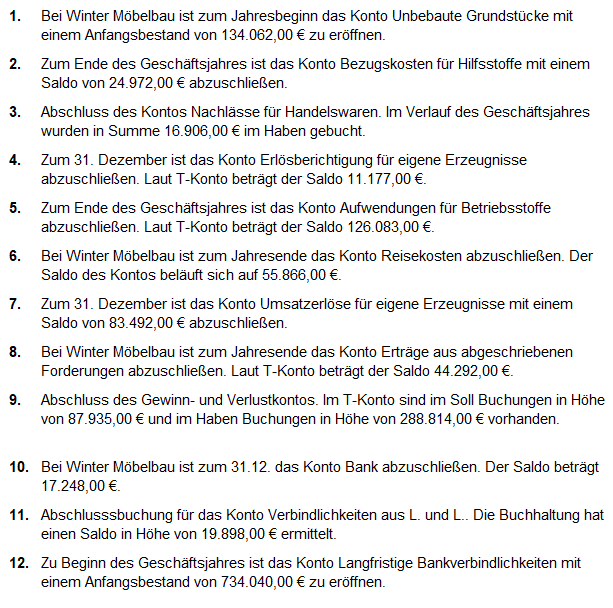 1. Bei Winter Möbelbau ist zum Jahresbeginn das Konto Unbebaute Grundstücke mit
einem Anfangsbestand von 134.062,00 € zu eröffnen.
2. Zum Ende des Geschäftsjahres ist das Konto Bezugskosten für Hilfsstoffe mit einem
Saldo von 24.972,00 € abzuschließen.
3. Abschluss des Kontos Nachlässe für Handelswaren. Im Verlauf des Geschäftsjahres
wurden in Summe 16.906,00 € im Haben gebucht.
4. Zum 31. Dezember ist das Konto Erlösberichtigung für eigene Erzeugnisse
abzuschließen. Laut T-Konto beträgt der Saldo 11.177,00 €.
5. Zum Ende des Geschäftsjahres ist das Konto Aufwendungen für Betriebsstoffe
abzuschließen. Laut T-Konto beträgt der Saldo 126.083,00 €.
6. Bei Winter Möbelbau ist zum Jahresende das Konto Reisekosten abzuschließen. Der
Saldo des Kontos beläuft sich auf 55.866,00 €.
7. Zum 31. Dezember ist das Konto Umsatzerlöse für eigene Erzeugnisse mit einem
Saldo von 83.492,00 € abzuschließen.
8. Bei Winter Möbelbau ist zum Jahresende das Konto Erträge aus abgeschriebenen
Forderungen abzuschließen. Laut T-Konto beträgt der Saldo 44.292,00 €.
9. Abschluss des Gewinn- und Verlustkontos. Im T-Konto sind im Soll Buchungen in Höhe
von 87.935,00 € und im Haben Buchungen in Höhe von 288.814,00 € vorhanden.
10. Bei Winter Möbelbau ist zum 31.12. das Konto Bank abzuschließen. Der Saldo beträgt
17.248,00 €.
11. Abschlusssbuchung für das Konto Verbindlichkeiten aus L. und L.. Die Buchhaltung hat
einen Saldo in Höhe von 19.898,00 € ermittelt.
12. Zu Beginn des Geschäftsjahres ist das Konto Langfristige Bankverbindlichkeiten mit
einem Anfangsbestand von 734.040,00 € zu eröffnen.